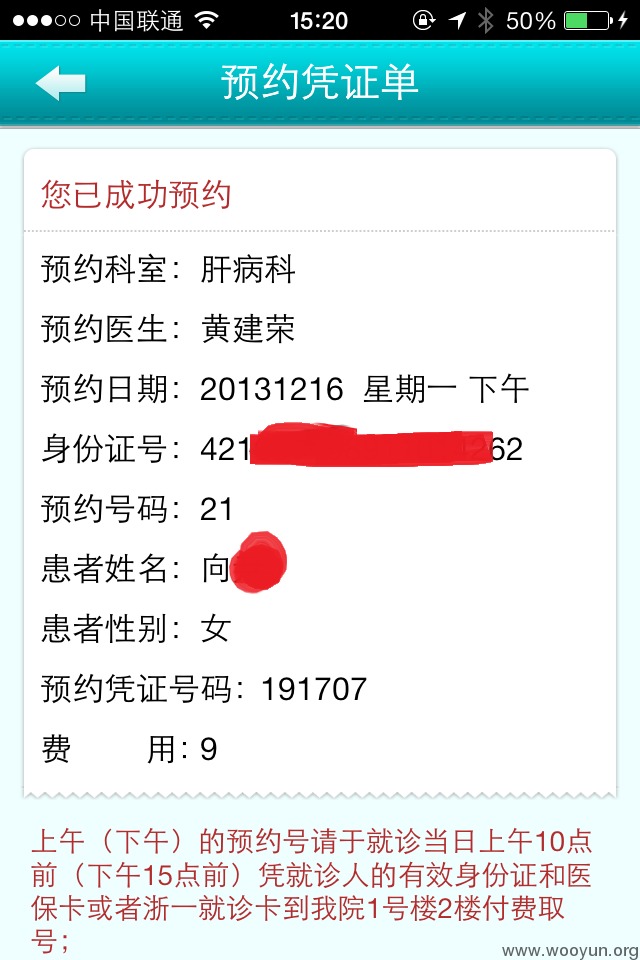 中国联通 15:20 50%
预约凭证单
您已成功预约
预约科室：肝病科
预约医生：黄建荣
预约日期：20131216 星期一 下午
身份证号：421 62
预约号码：21
患者姓名：向
患者性别：女
预约凭证号码：191707
费 用：9
上午（下午）的预约号请于就诊当日上午10点
前（下午15点前）凭就诊人的有效身份证和医
保卡或者浙一就诊卡到我院1号楼2楼付费取
号；
www.wooyun.org